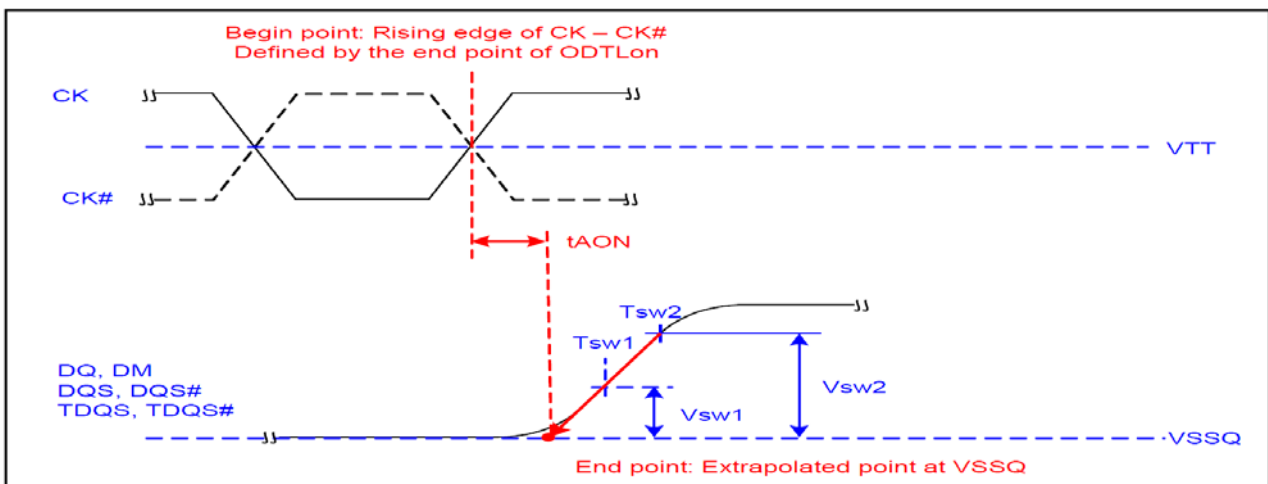 Begin point: Rising edge of CK – CK#
Defined by the end point of ODTLon
CK
VTT
CK#
tAON
Tsw2
Tsw1
DQ, DM
DQS, DQS#
TDQS, TDQS#
Vsw2
Vsw1
VSSQ
End point: Extrapolated point at VSSQ